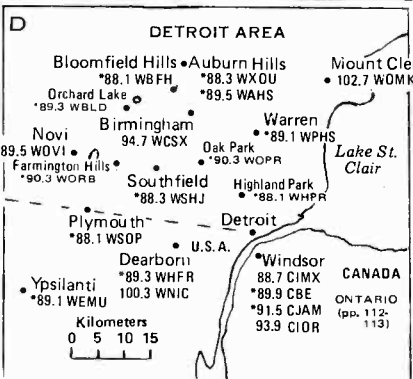 D
DETROIT AREA
Bloomfield Hills
*88.1 WBFH
Auburn Hills
*88.3 WXOU
*89.5 WAHS
Mount Cle
102.7 WOMK
Orchard Lake
*89.3 WBLD
Birmingham
94.7 WCSX
Warren
*89.1 WPHS
Novi
89.5 WOVI
Oak Park
*90.3 WOPR
Lake St.
Clair
Farmington Hills
*90.3 WORB
Southfield
*88.3 WSHJ
Highland Park
*88.1 WHPR
Plymouth
*88.1 WSOP
Detroit
U.S.A.
Dearborn
*89.3 WHFR
100.3 WNIC
Windsor
88.7 CIMX
*89.9 CBE
*91.5 CJAM
93.9 CIOR
CANADA
ONTARIO
(pp. 112-
113)
Ypsilanti
*89.1 WEMU
Kilometers
0 5 10 15